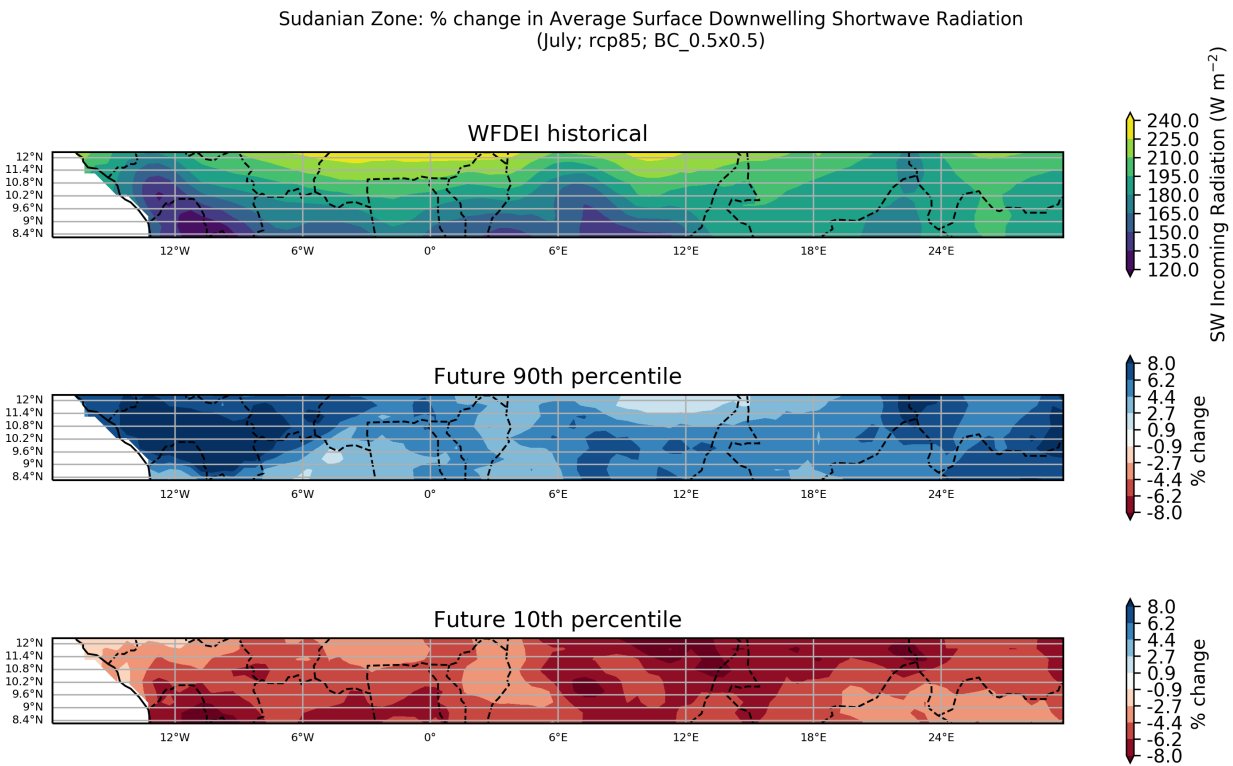 Sudanian Zone: % change in Average Surface Downwelling Shortwave Radiation
(July; rcp85; BC_0.5x0.5)
WFDEI historical
12°N
11.4°N
10.8°N
10.2°N
9.6°N
9°N
8.4°N
12°W 6°W 0° 6°E 12°E 18°E 24°E
240.0
225.0
210.0
195.0
180.0
165.0
150.0
135.0
120.0
SW Incoming Radiation (W m⁻²)
Future 90th percentile
12°N
11.4°N
10.8°N
10.2°N
9.6°N
9°N
8.4°N
12°W 6°W 0° 6°E 12°E 18°E 24°E
8.0
6.2
4.4
2.7
0.9
-0.9
-2.7
-4.4
-6.2
-8.0
% change
Future 10th percentile
12°N
11.4°N
10.8°N
10.2°N
9.6°N
9°N
8.4°N
12°W 6°W 0° 6°E 12°E 18°E 24°E
8.0
6.2
4.4
2.7
0.9
-0.9
-2.7
-4.4
-6.2
-8.0
% change